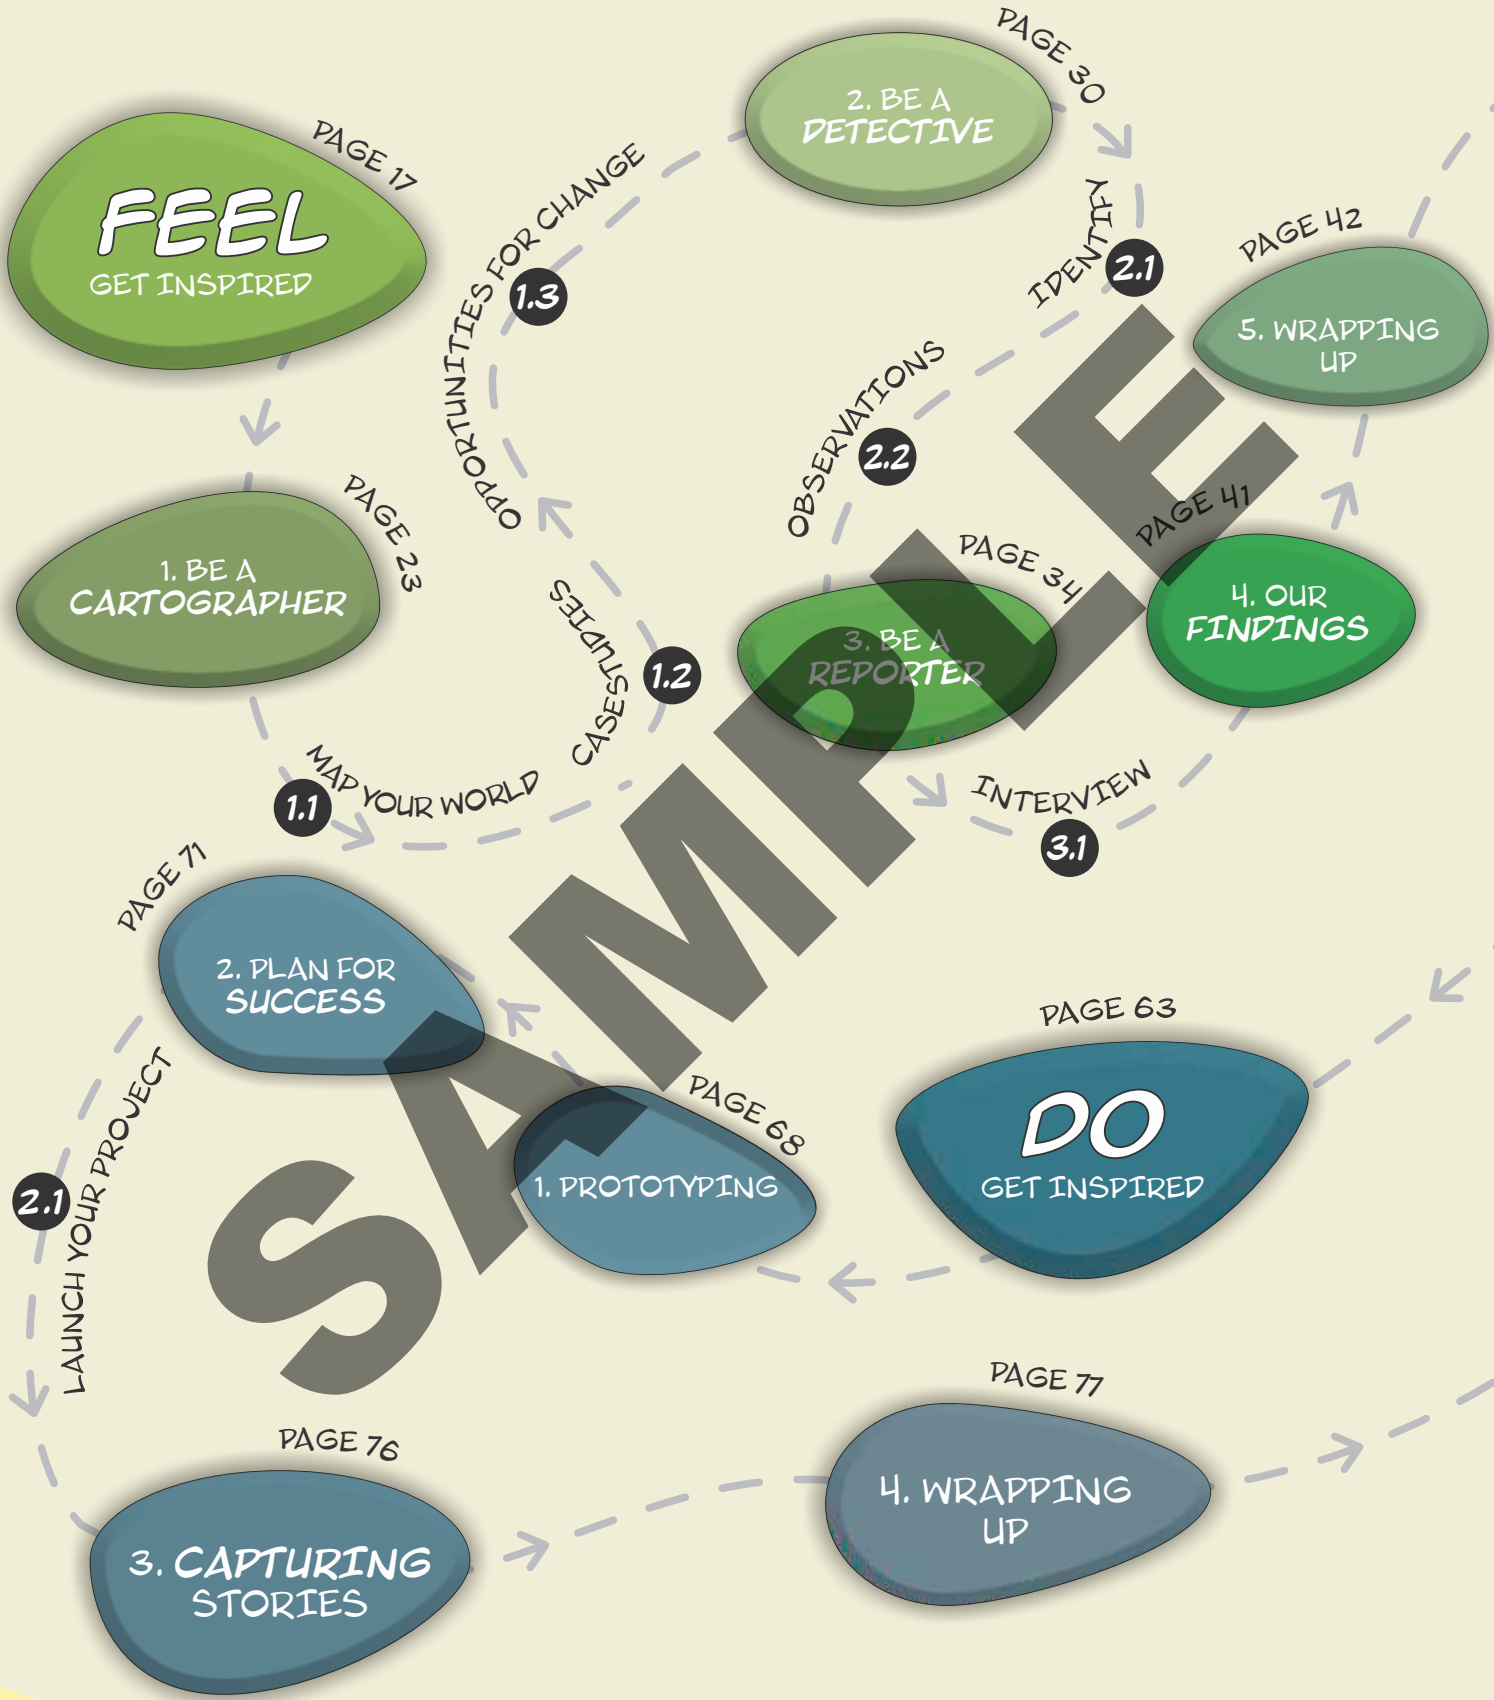 FEEL
GET INSPIRED
PAGE 17
1. BE A
CARTOGRAPHER
PAGE 23
1.1
MAP YOUR WORLD
1.2
CASESTUDIES
1.3
OPPORTUNITIES FOR CHANGE
2. BE A
DETECTIVE
PAGE 30
2.1
IDENTIFY
2.2
OBSERVATIONS
3. BE A
REPORTER
PAGE 34
3.1
INTERVIEW
4. OUR
FINDINGS
PAGE 41
5. WRAPPING
UP
PAGE 42
DO
GET INSPIRED
PAGE 63
1. PROTOTYPING
PAGE 68
2. PLAN FOR
SUCCESS
PAGE 71
2.1
LAUNCH YOUR PROJECT
3. CAPTURING
STORIES
PAGE 76
4. WRAPPING
UP
PAGE 77
SAMPLE